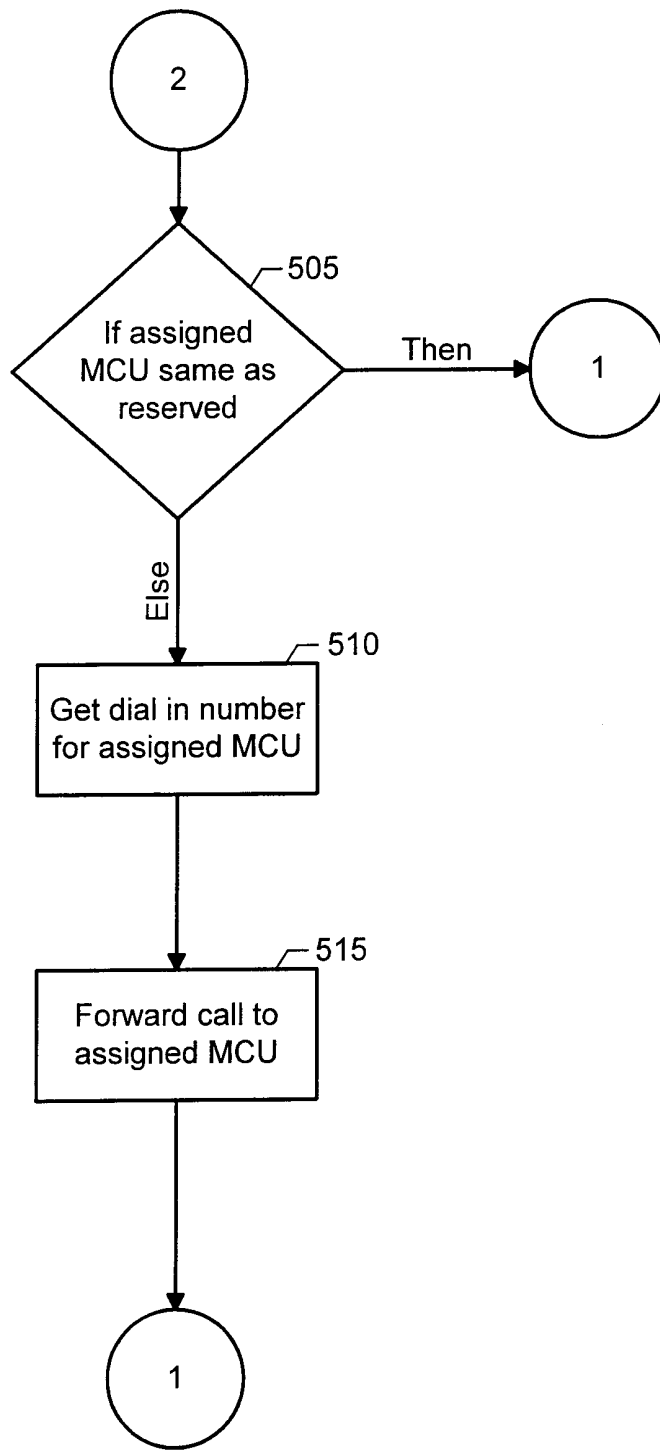 2
505
If assigned
MCU same as
reserved
Then
1
Else
510
Get dial in number
for assigned MCU
515
Forward call to
assigned MCU
1